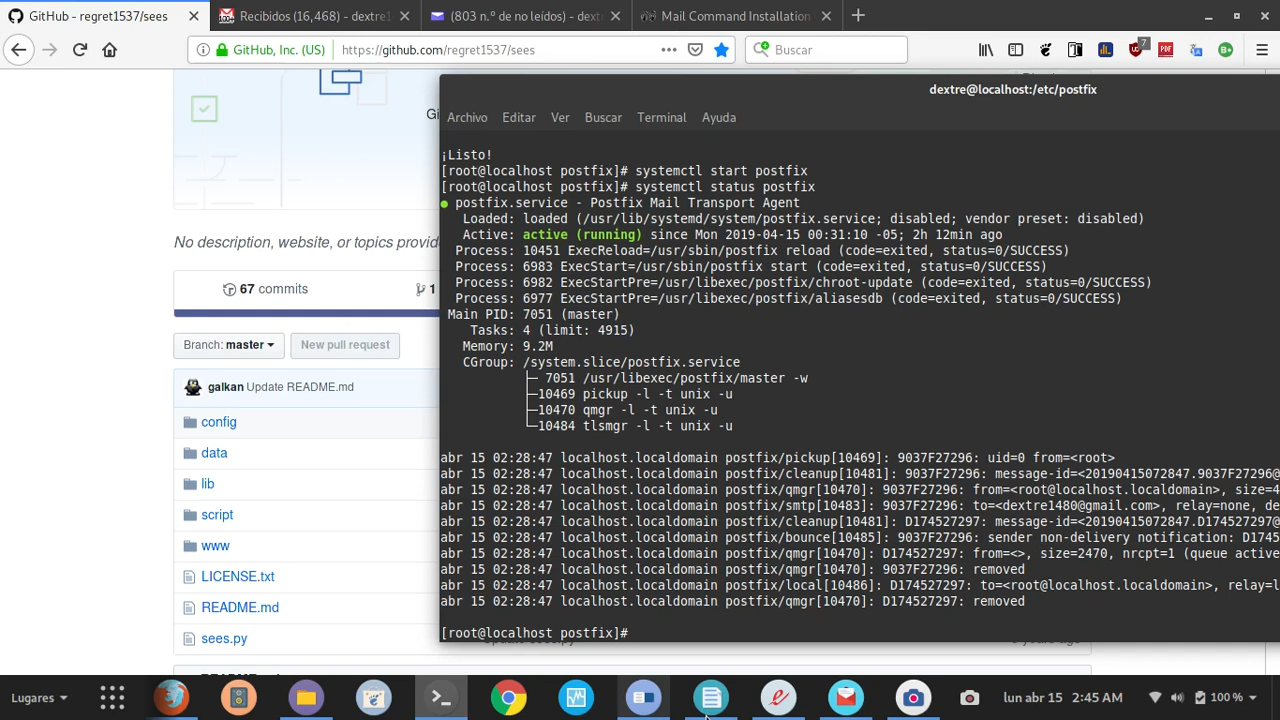 GitHub - regret1537/sees
Recibidos (16,468) - dextre1
(803 n.º de no leídos) - dext
Mail Command Installation
GitHub, Inc. (US)
https://github.com/regret1537/sees
Buscar
7
dextre@localhost:/etc/postfix
Archivo Editar Ver Buscar Terminal Ayuda
¡Listo!
[root@localhost postfix]# systemctl start postfix
[root@localhost postfix]# systemctl status postfix
● postfix.service - Postfix Mail Transport Agent
Loaded: loaded (/usr/lib/systemd/system/postfix.service; disabled; vendor preset: disabled)
Active: active (running) since Mon 2019-04-15 00:31:10 -05; 2h 12min ago
Process: 10451 ExecReload=/usr/sbin/postfix reload (code=exited, status=0/SUCCESS)
Process: 6983 ExecStart=/usr/sbin/postfix start (code=exited, status=0/SUCCESS)
Process: 6982 ExecStartPre=/usr/libexec/postfix/chroot-update (code=exited, status=0/SUCCESS)
Process: 6977 ExecStartPre=/usr/libexec/postfix/aliasesdb (code=exited, status=0/SUCCESS)
Main PID: 7051 (master)
Tasks: 4 (limit: 4915)
Memory: 9.2M
CGroup: /system.slice/postfix.service
├─ 7051 /usr/libexec/postfix/master -w
├─10469 pickup -l -t unix -u
├─10470 qmgr -l -t unix -u
└─10484 tlsmgr -l -t unix -u
abr 15 02:28:47 localhost.localdomain postfix/pickup[10469]: 9037F27296: uid=0 from=<root>
abr 15 02:28:47 localhost.localdomain postfix/cleanup[10481]: 9037F27296: message-id=<20190415072847.9037F27296@
abr 15 02:28:47 localhost.localdomain postfix/qmgr[10470]: 9037F27296: from=<root@localhost.localdomain>, size=4
abr 15 02:28:47 localhost.localdomain postfix/smtp[10483]: 9037F27296: to=<dextre1480@gmail.com>, relay=none, de
abr 15 02:28:47 localhost.localdomain postfix/cleanup[10481]: D174527297: message-id=<20190415072847.D174527297@
abr 15 02:28:47 localhost.localdomain postfix/bounce[10485]: 9037F27296: sender non-delivery notification: D1745
abr 15 02:28:47 localhost.localdomain postfix/qmgr[10470]: D174527297: from=<>, size=2470, nrcpt=1 (queue active
abr 15 02:28:47 localhost.localdomain postfix/qmgr[10470]: 9037F27296: removed
abr 15 02:28:47 localhost.localdomain postfix/local[10486]: D174527297: to=<root@localhost.localdomain>, relay=l
abr 15 02:28:47 localhost.localdomain postfix/qmgr[10470]: D174527297: removed
[root@localhost postfix]#
Gi
No description, website, or topics provid
67 commits
1
Branch: master
New pull request
galkan Update README.md
config
data
lib
script
www
LICENSE.txt
README.md
sees.py
Lugares
lun abr 15
2:45 AM
100 %